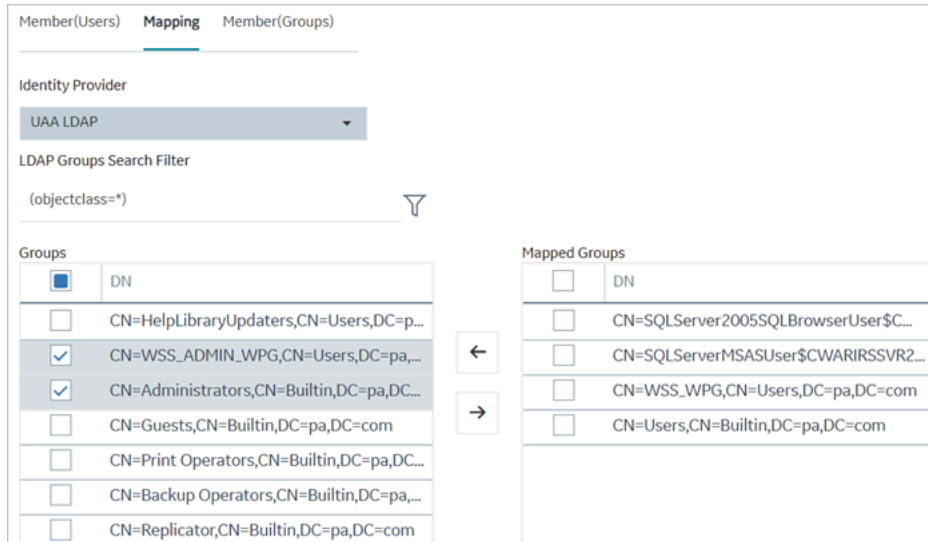 Member(Users) Mapping Member(Groups)
Identity Provider
UAA LDAP
LDAP Groups Search Filter
(objectclass=*)
Groups
DN
CN=HelpLibraryUpdaters,CN=Users,DC=p...
CN=WSS_ADMIN_WPG,CN=Users,DC=pa,...
CN=Administrators,CN=Builtin,DC=pa,DC...
CN=Guests,CN=Builtin,DC=pa,DC=com
CN=Print Operators,CN=Builtin,DC=pa,DC...
CN=Backup Operators,CN=Builtin,DC=pa,...
CN=Replicator,CN=Builtin,DC=pa,DC=com
Mapped Groups
DN
CN=SQLServer2005SQLBrowserUser$C...
CN=SQLServerMSASUser$CWARIRSSVR2...
CN=WSS_WPG,CN=Users,DC=pa,DC=com
CN=Users,CN=Builtin,DC=pa,DC=com